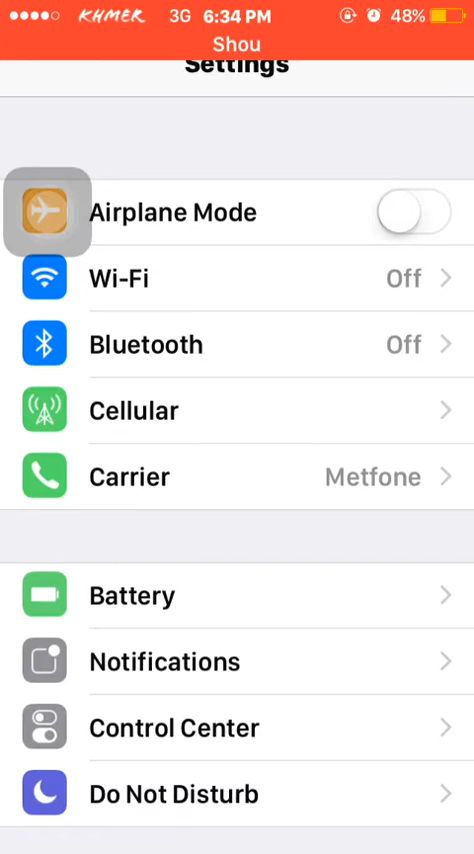 KHMER 3G 6:34 PM 48%
Shou
Settings
Airplane Mode
Wi-Fi Off
Bluetooth Off
Cellular
Carrier Metfone
Battery
Notifications
Control Center
Do Not Disturb